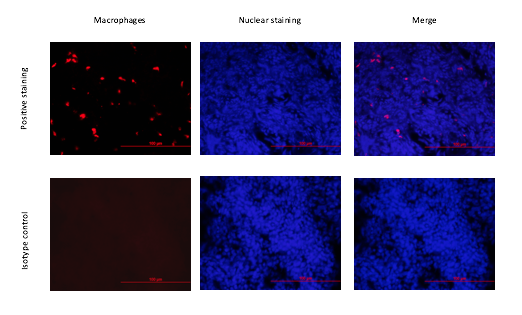 Macrophages Nuclear staining Merge
Positive staining
Isotype control